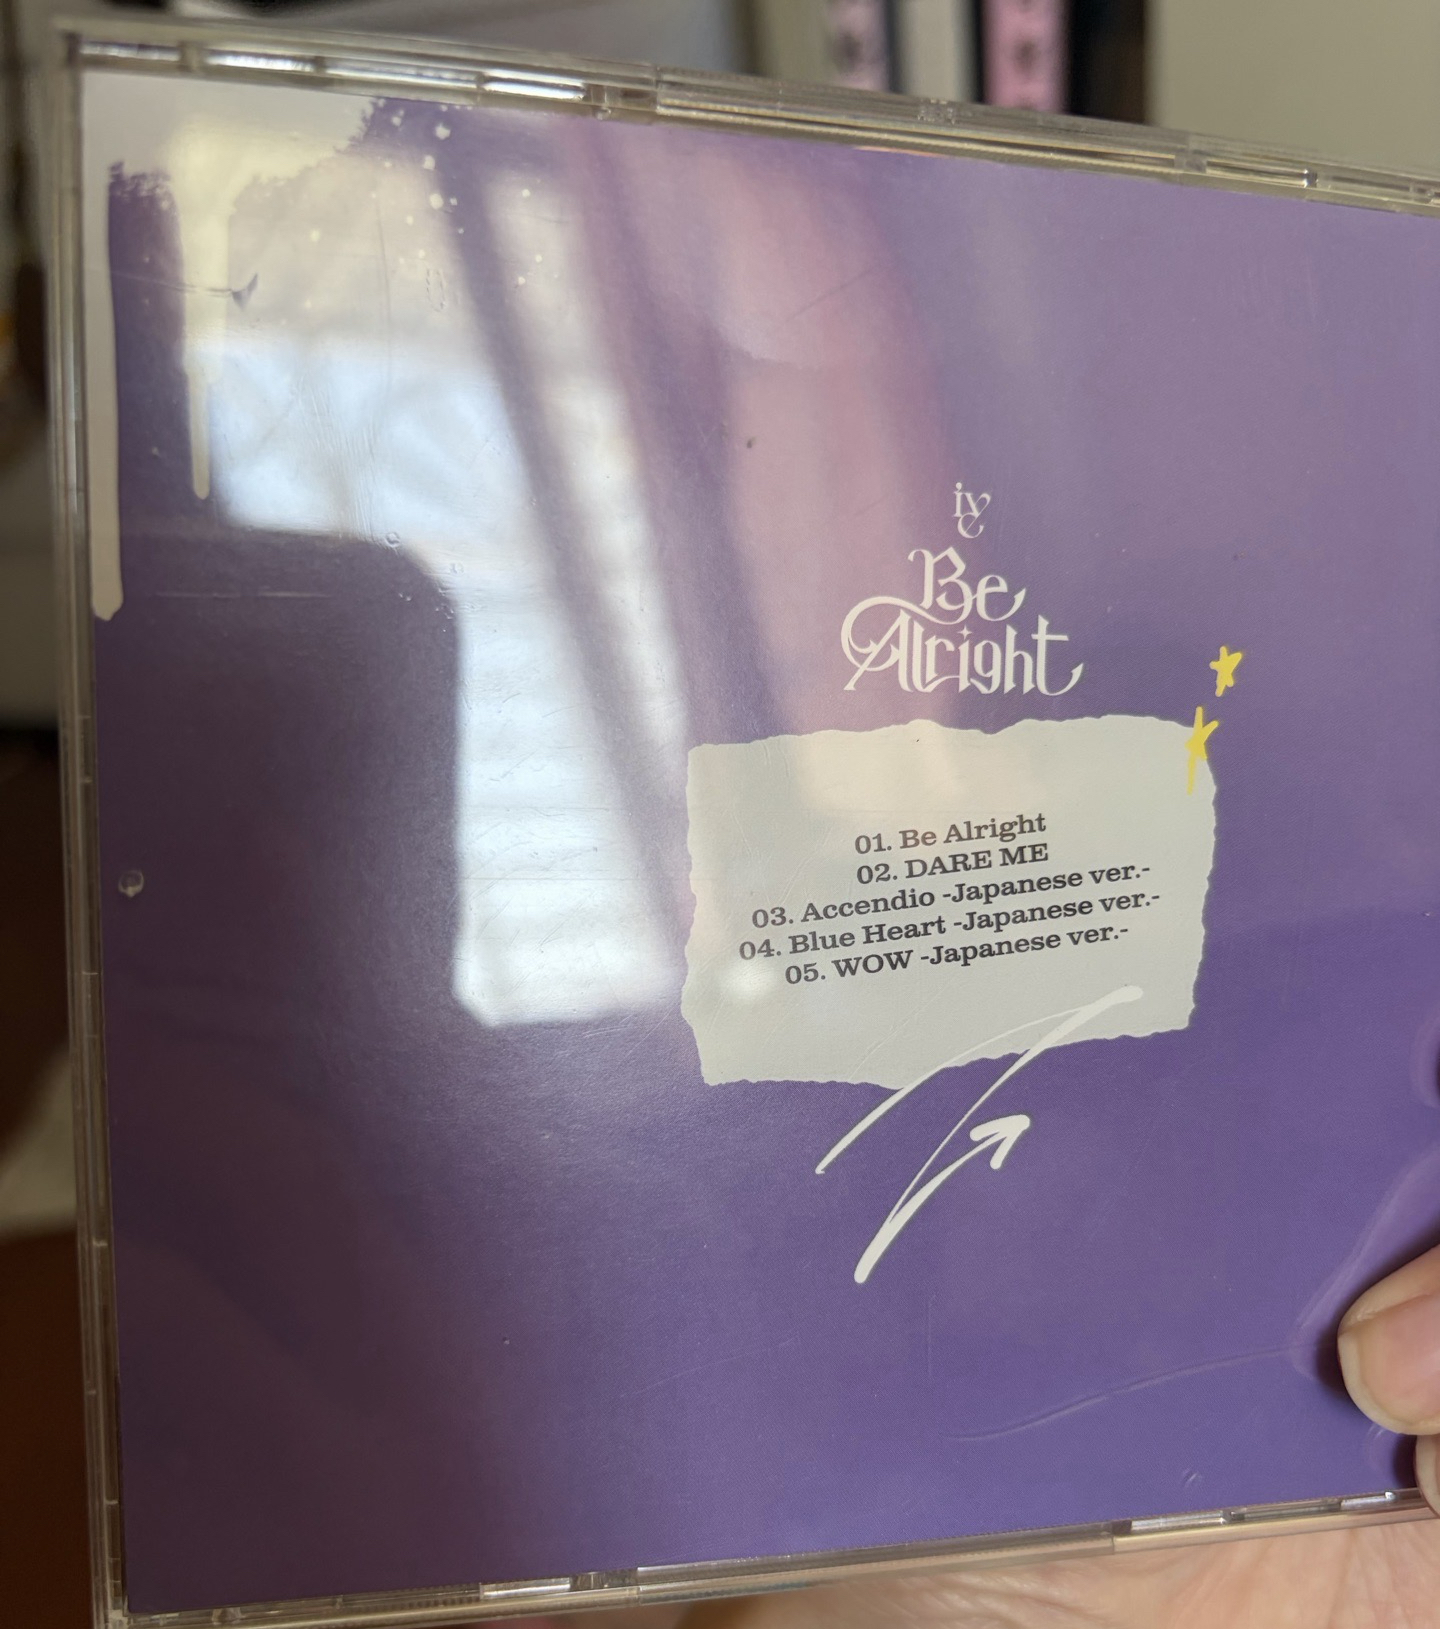 ive
Be
Alright
01. Be Alright
02. DARE ME
03. Accendio -Japanese ver.-
04. Blue Heart -Japanese ver.-
05. WOW -Japanese ver.-